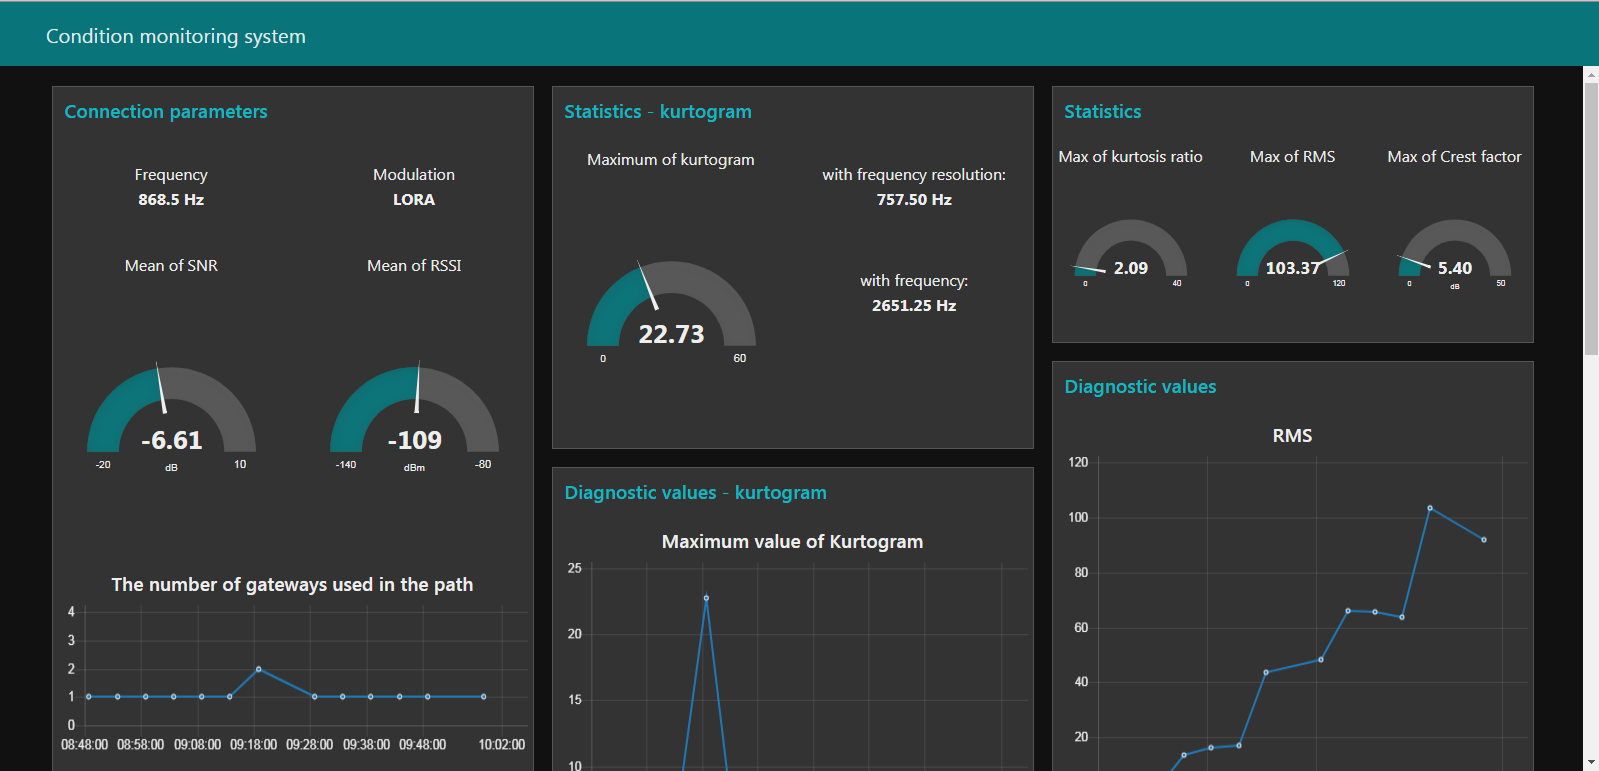 Condition monitoring system
Connection parameters
Frequency
868.5 Hz
Modulation
LORA
Mean of SNR
-6.61
-20
dB
10
Mean of RSSI
-109
-140
dBm
-80
The number of gateways used in the path
4
3
2
1
0
08:48:00 08:58:00 09:08:00 09:18:00 09:28:00 09:38:00 09:48:00 10:02:00
Statistics - kurtogram
Maximum of kurtogram
22.73
0
60
with frequency resolution:
757.50 Hz
with frequency:
2651.25 Hz
Diagnostic values - kurtogram
Maximum value of Kurtogram
25
20
15
10
Statistics
Max of kurtosis ratio
2.09
0
40
Max of RMS
103.37
0
120
Max of Crest factor
5.40
0
dB
50
Diagnostic values
RMS
120
100
80
60
40
20